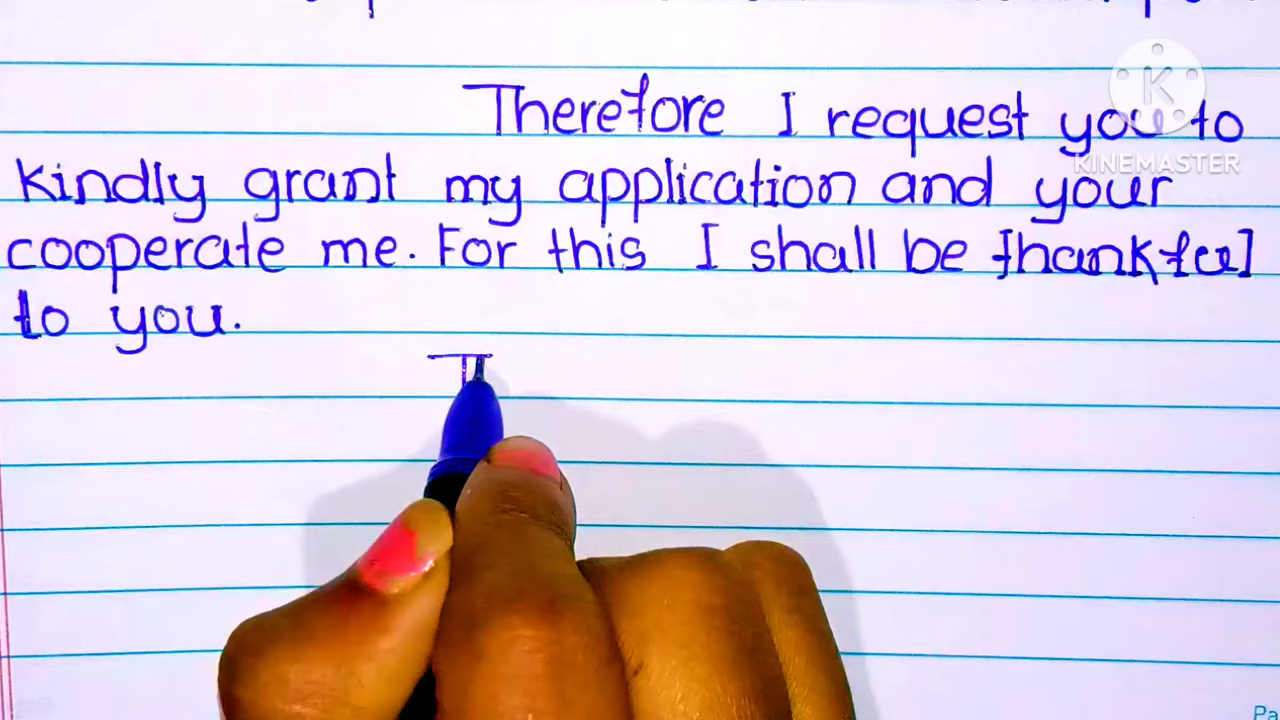 Therefore I request you to
kindly grant my application and your
cooperate me. For this I shall be thankful
to you.
T
KINEMASTER
Pa